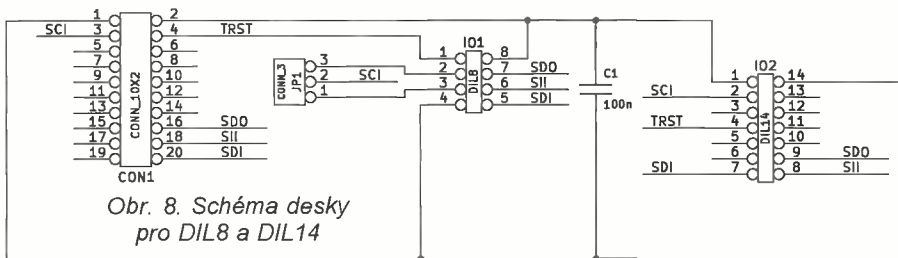 1 2
SCI 3 4 TRST
5 6
7 8
9 10
11 12
13 14
15 16 SDO
17 18 SII
19 20 SDI
CONN_10X2
CON1
CONN_3
JP1
3
2 SCI
1
IO1
1 8
2 7 SDO
3 6 SII
4 5 SDI
DIL8
C1
100n
IO2
1 14
SCI 2 13
3 12
TRST 4 11
5 10
6 9 SDO
SDI 7 8 SII
DIL14
Obr. 8. Schéma desky
pro DIL8 a DIL14